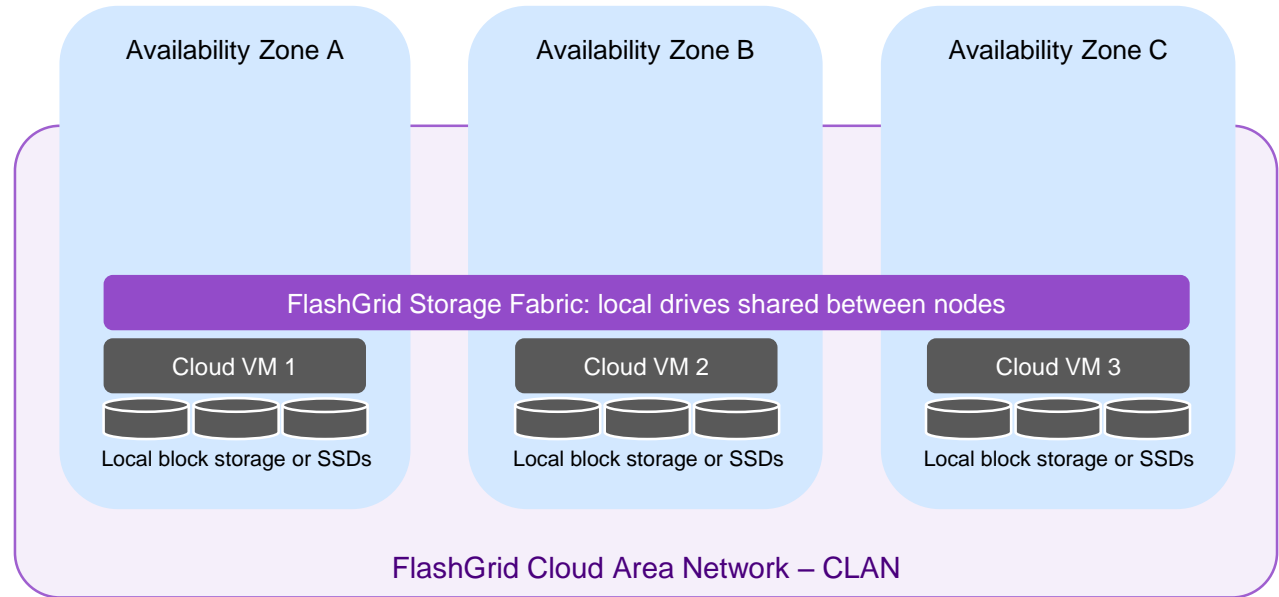 Availability Zone A
Availability Zone B
Availability Zone C
FlashGrid Storage Fabric: local drives shared between nodes
Cloud VM 1
Cloud VM 2
Cloud VM 3
Local block storage or SSDs
Local block storage or SSDs
Local block storage or SSDs
FlashGrid Cloud Area Network – CLAN